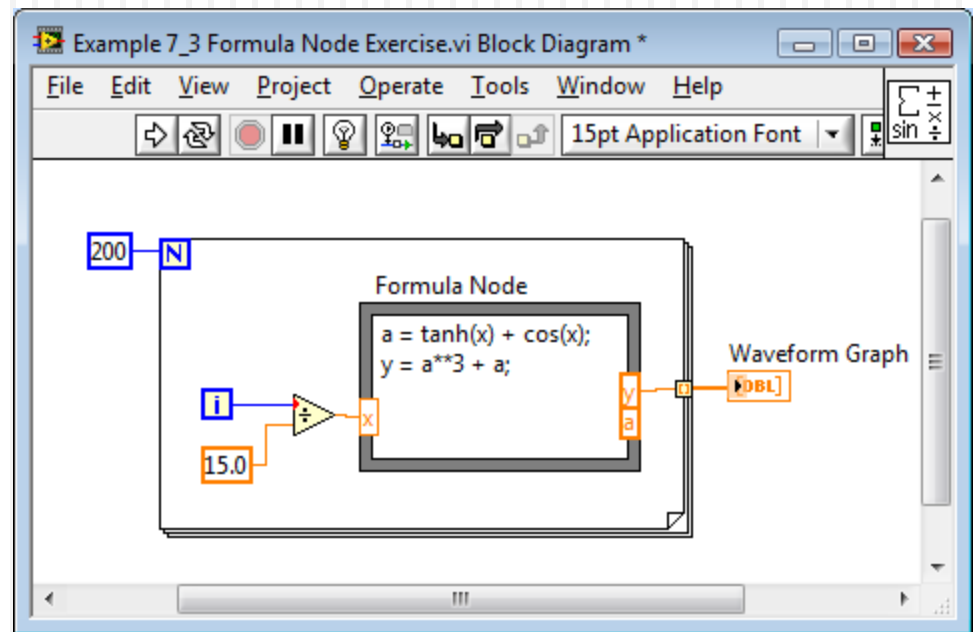 Example 7_3 Formula Node Exercise.vi Block Diagram *
File Edit View Project Operate Tools Window Help
15pt Application Font
Σ + - × ÷ sin
200
N
Formula Node
a = tanh(x) + cos(x);
y = a**3 + a;
Waveform Graph
DBL]
i
÷
x
y
a
15.0